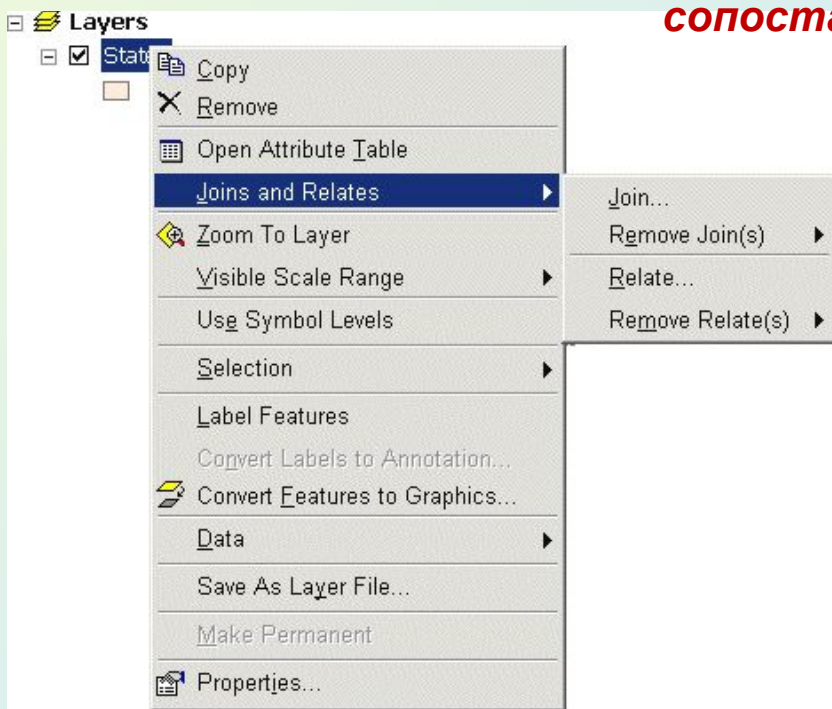 сопоста
Layers
Copy
Remove
Open Attribute Table
Joins and Relates
Zoom To Layer
Visible Scale Range
Use Symbol Levels
Selection
Label Features
Convert Labels to Annotation...
Convert Features to Graphics...
Data
Save As Layer File...
Make Permanent
Properties...
Join...
Remove Join(s)
Relate...
Remove Relate(s)